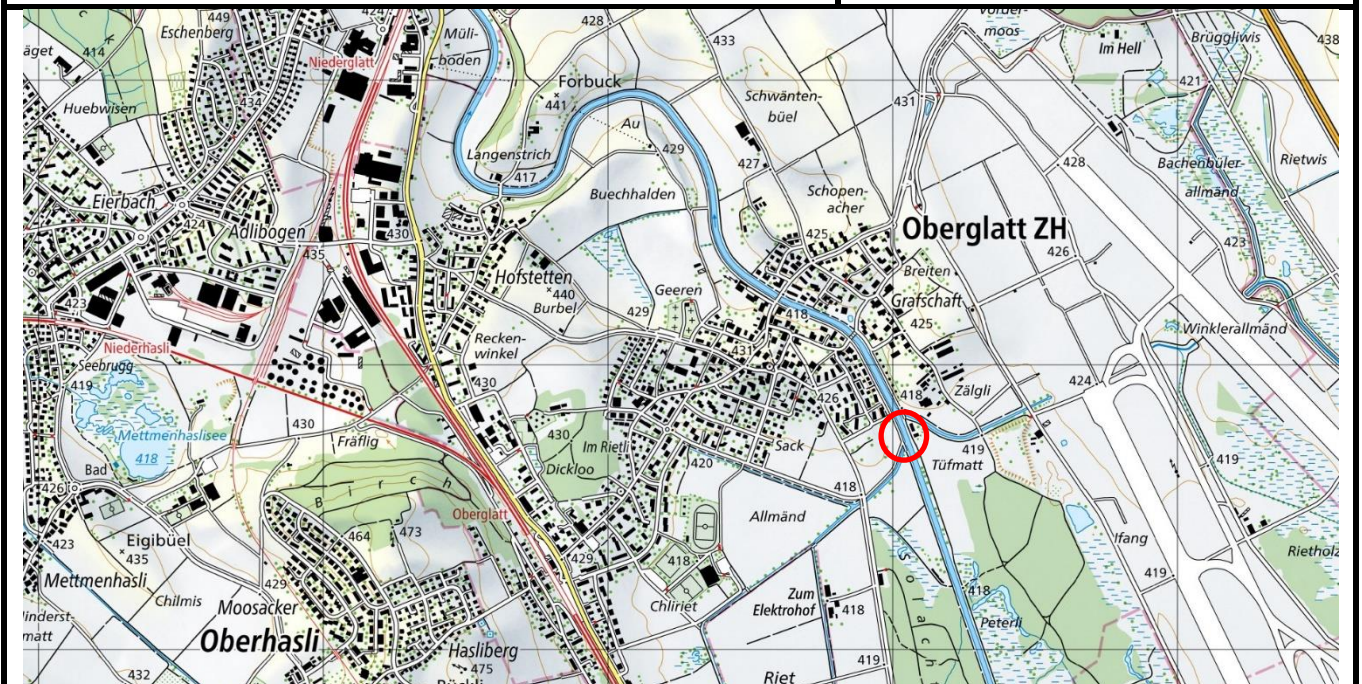 449
424
Eschenberg
414
Huebwisen
434
Niederglatt
Müli-
boden
428
Forbuck
441
433
Vorder-
moos
Im Hell
Brüggliwis
438
421
Schwänten-
büel
431
Au
Langenstrich
417
429
427
428
Bachenbüler-
allmänd
Rietwis
Buechhalden
Schopen-
acher
Eierbach
424
Adlibogen
430
435
425
Oberglatt ZH
426
423
Hofstetten
440
Burbel
Geeren
429
Breiten
Grafschaft
425
418
423
Niederhasli
Seebrugg
419
Recken-
winkel
431
Winklerallmänd
430
426
418
Zälgli
424
Mettmenhaslisee
418
430
Fräflig
430
Dickloo
Im Rietli
Sack
420
419
Tüfmatt
419
Bad
426
Birch
Oberglatt
418
Allmänd
464
473
Ifang
Eigibüel
435
423
Rietholz
Mettmenhasli
429
429
418
419
Chilmis
Moosacker
Chliriet
Zum
Elektrohof
418
418
Peterli
Oberhasli
Hasliberg
475
432
419
Riet